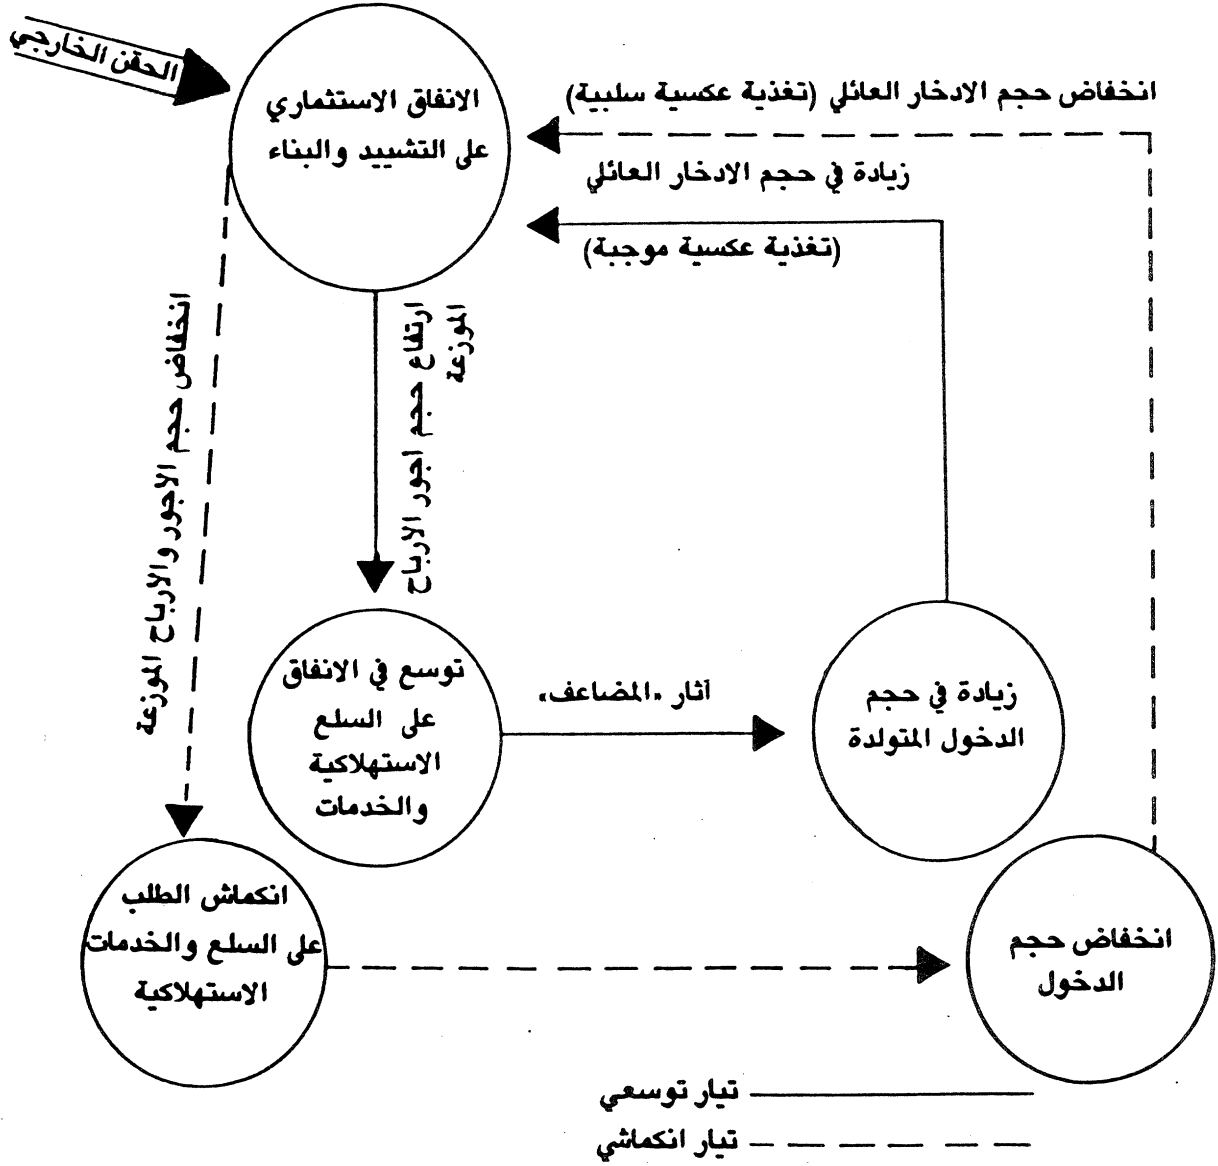 الحقن الخارجي
الانفاق الاستثماري
على التشييد والبناء
انخفاض حجم الادخار العائلي (تغذية عكسية سلبية)
زيادة في حجم الادخار العائلي
(تغذية عكسية موجبة)
ارتفاع حجم اجور الارباح
الموزعة
انخفاض حجم الاجور والارباح الموزعة
توسع في الانفاق
على السلع
الاستهلاكية
والخدمات
آثار «المضاعف»
زيادة في حجم
الدخول المتولدة
انكماش الطلب
على السلع والخدمات
الاستهلاكية
انخفاض حجم
الدخول
تيار توسعي
تيار انكماشي